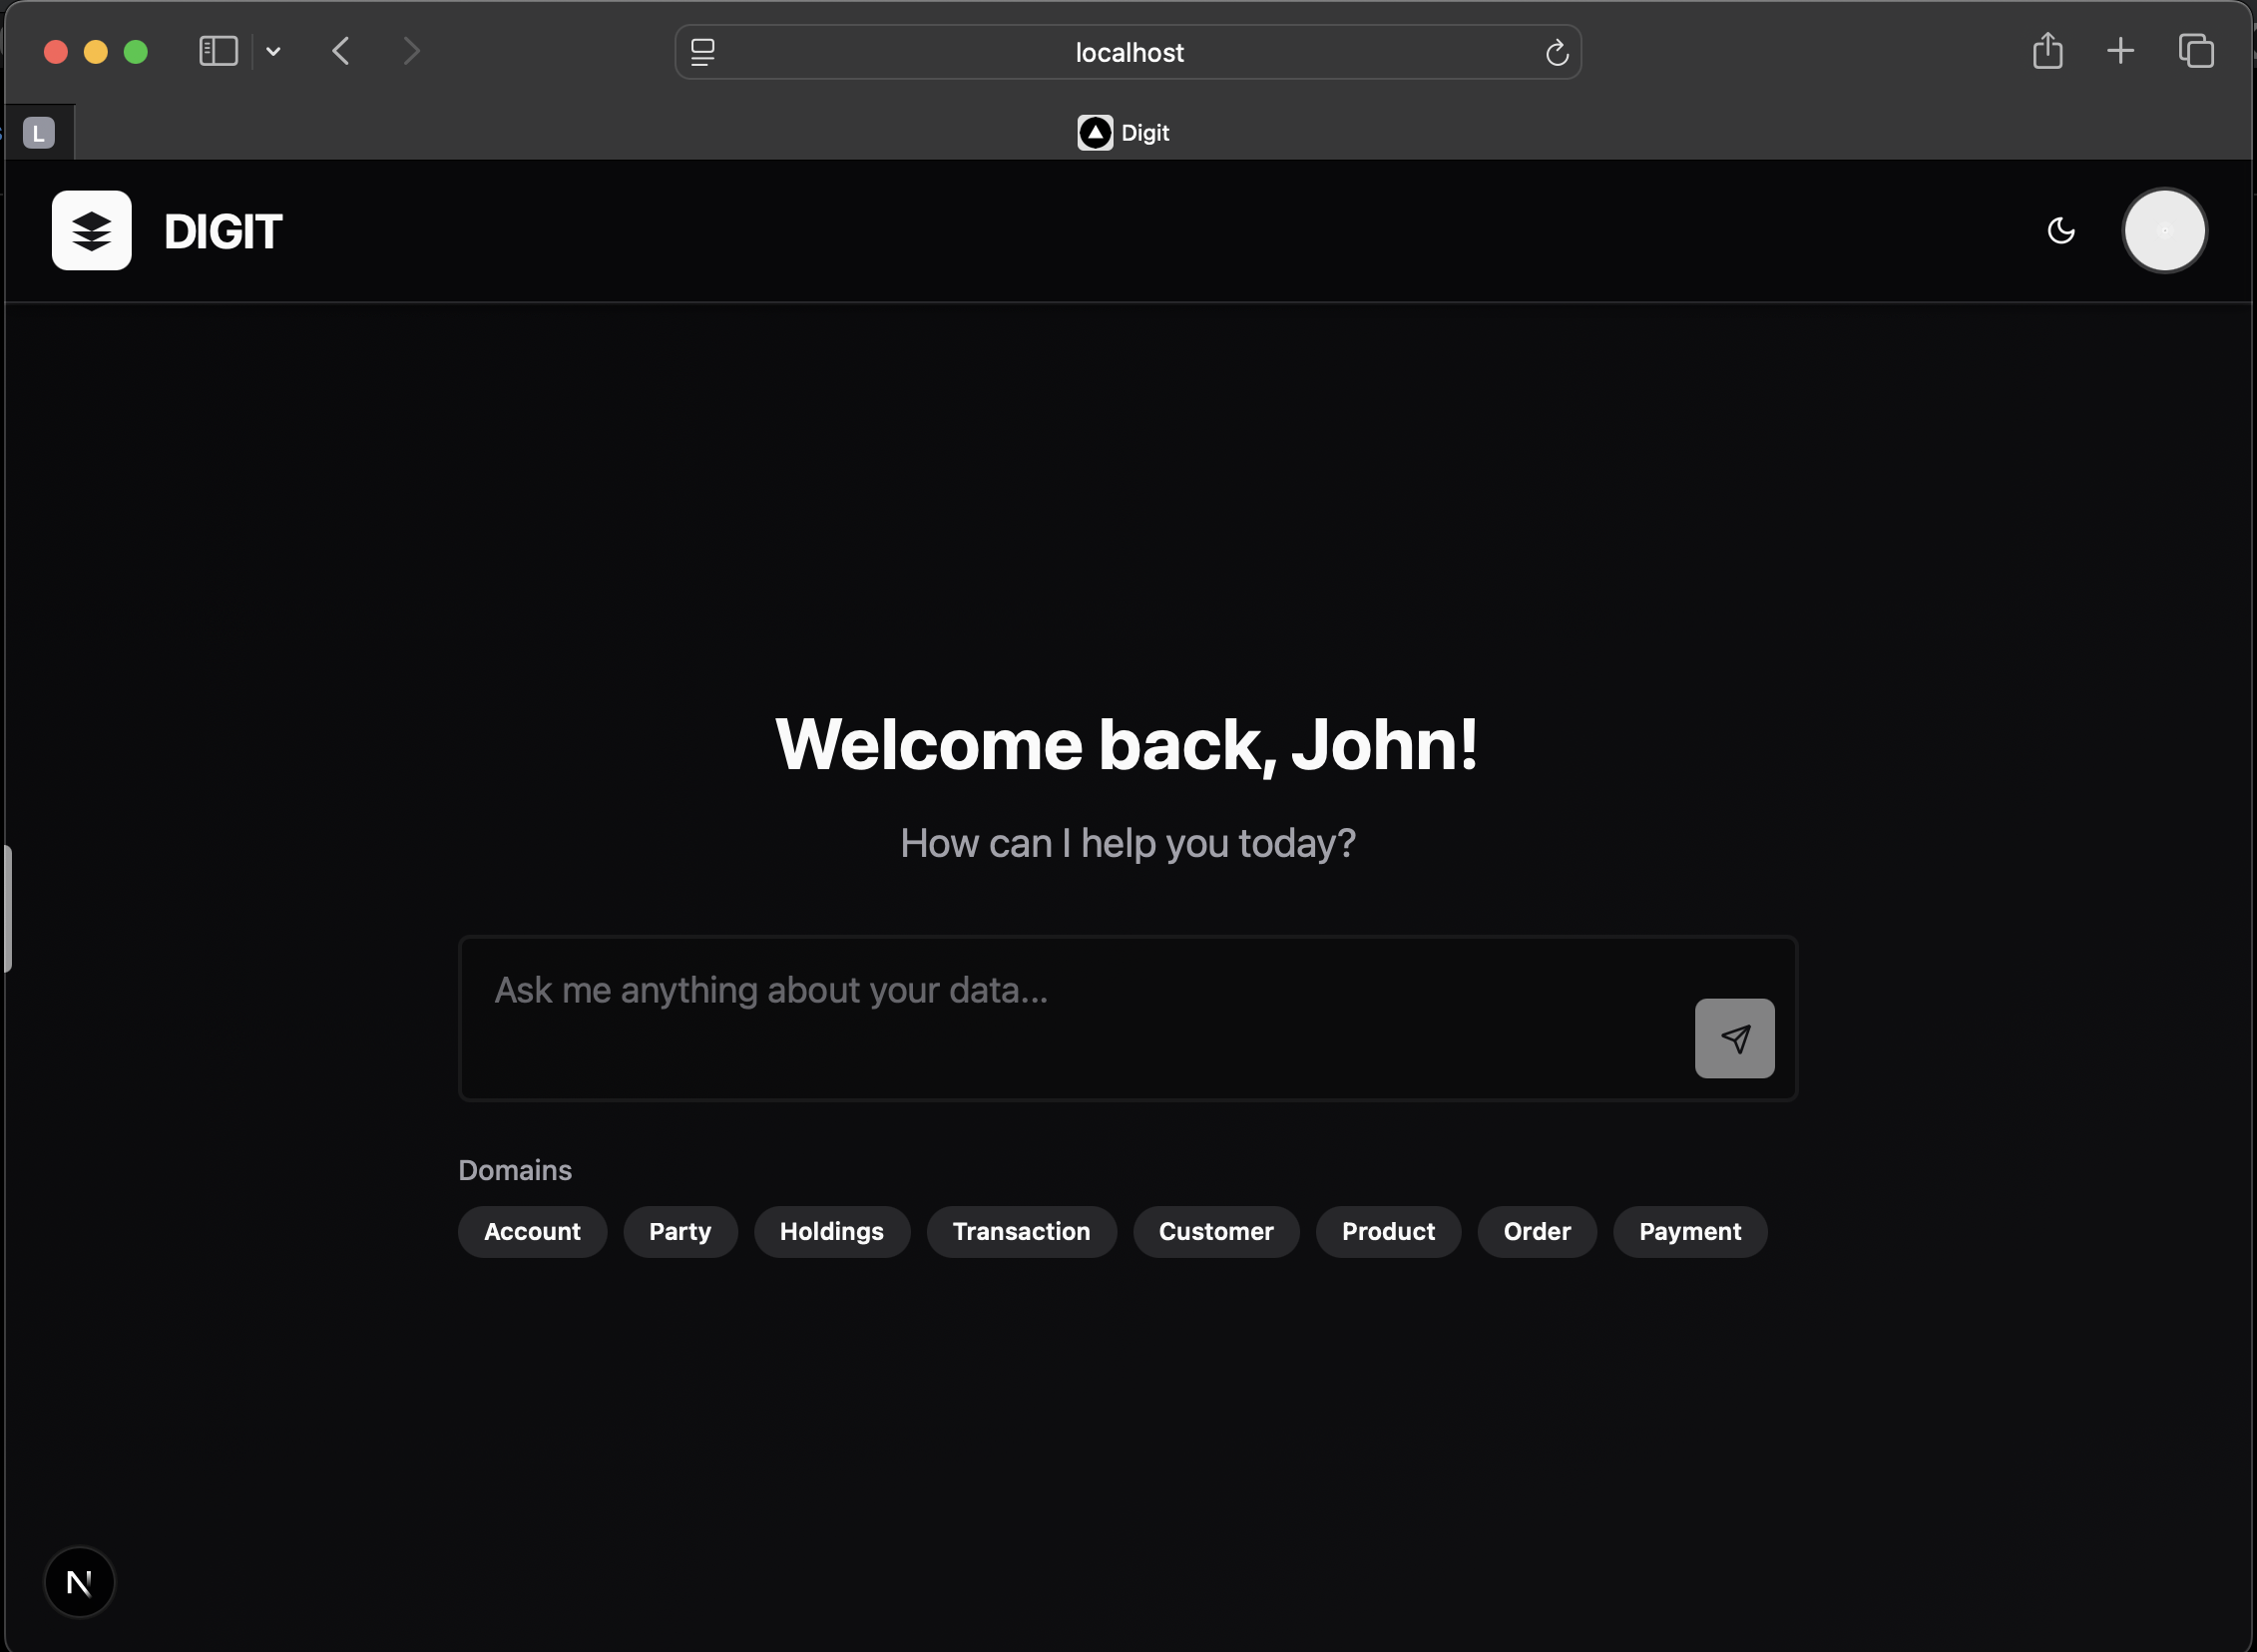 localhost
L
Digit
DIGIT
Welcome back, John!
How can I help you today?
Ask me anything about your data...
Domains
Account Party Holdings Transaction Customer Product Order Payment
N